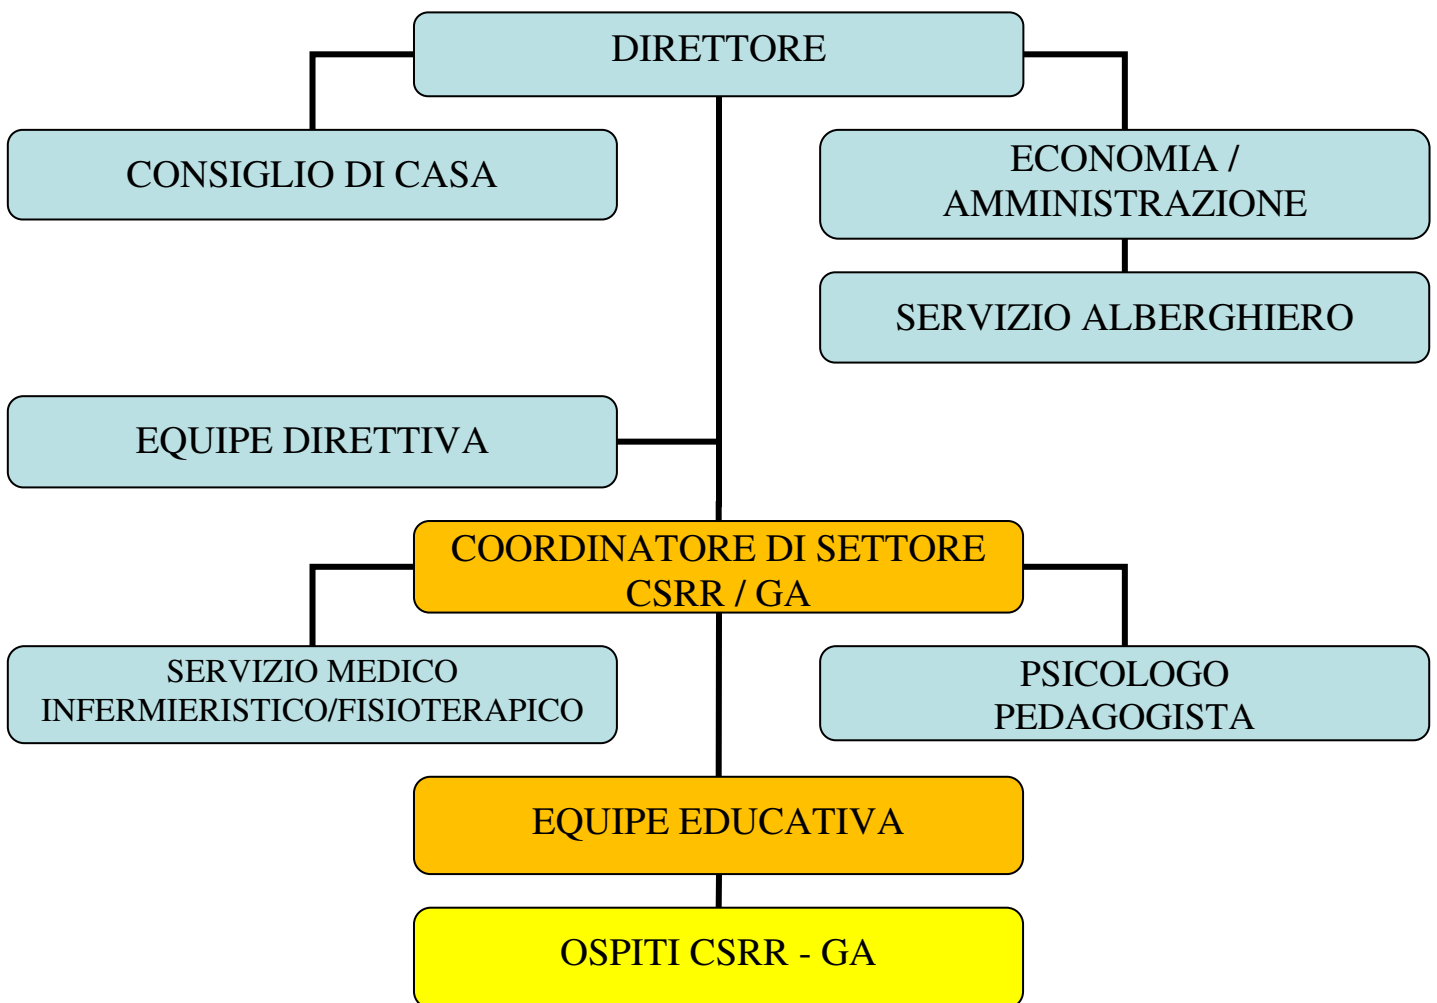 DIRETTORE
CONSIGLIO DI CASA
ECONOMIA /
AMMINISTRAZIONE
SERVIZIO ALBERGHIERO
EQUIPE DIRETTIVA
COORDINATORE DI SETTORE
CSRR / GA
SERVIZIO MEDICO
INFERMIERISTICO/FISIOTERAPICO
PSICOLOGO
PEDAGOGISTA
EQUIPE EDUCATIVA
OSPITI CSRR - GA